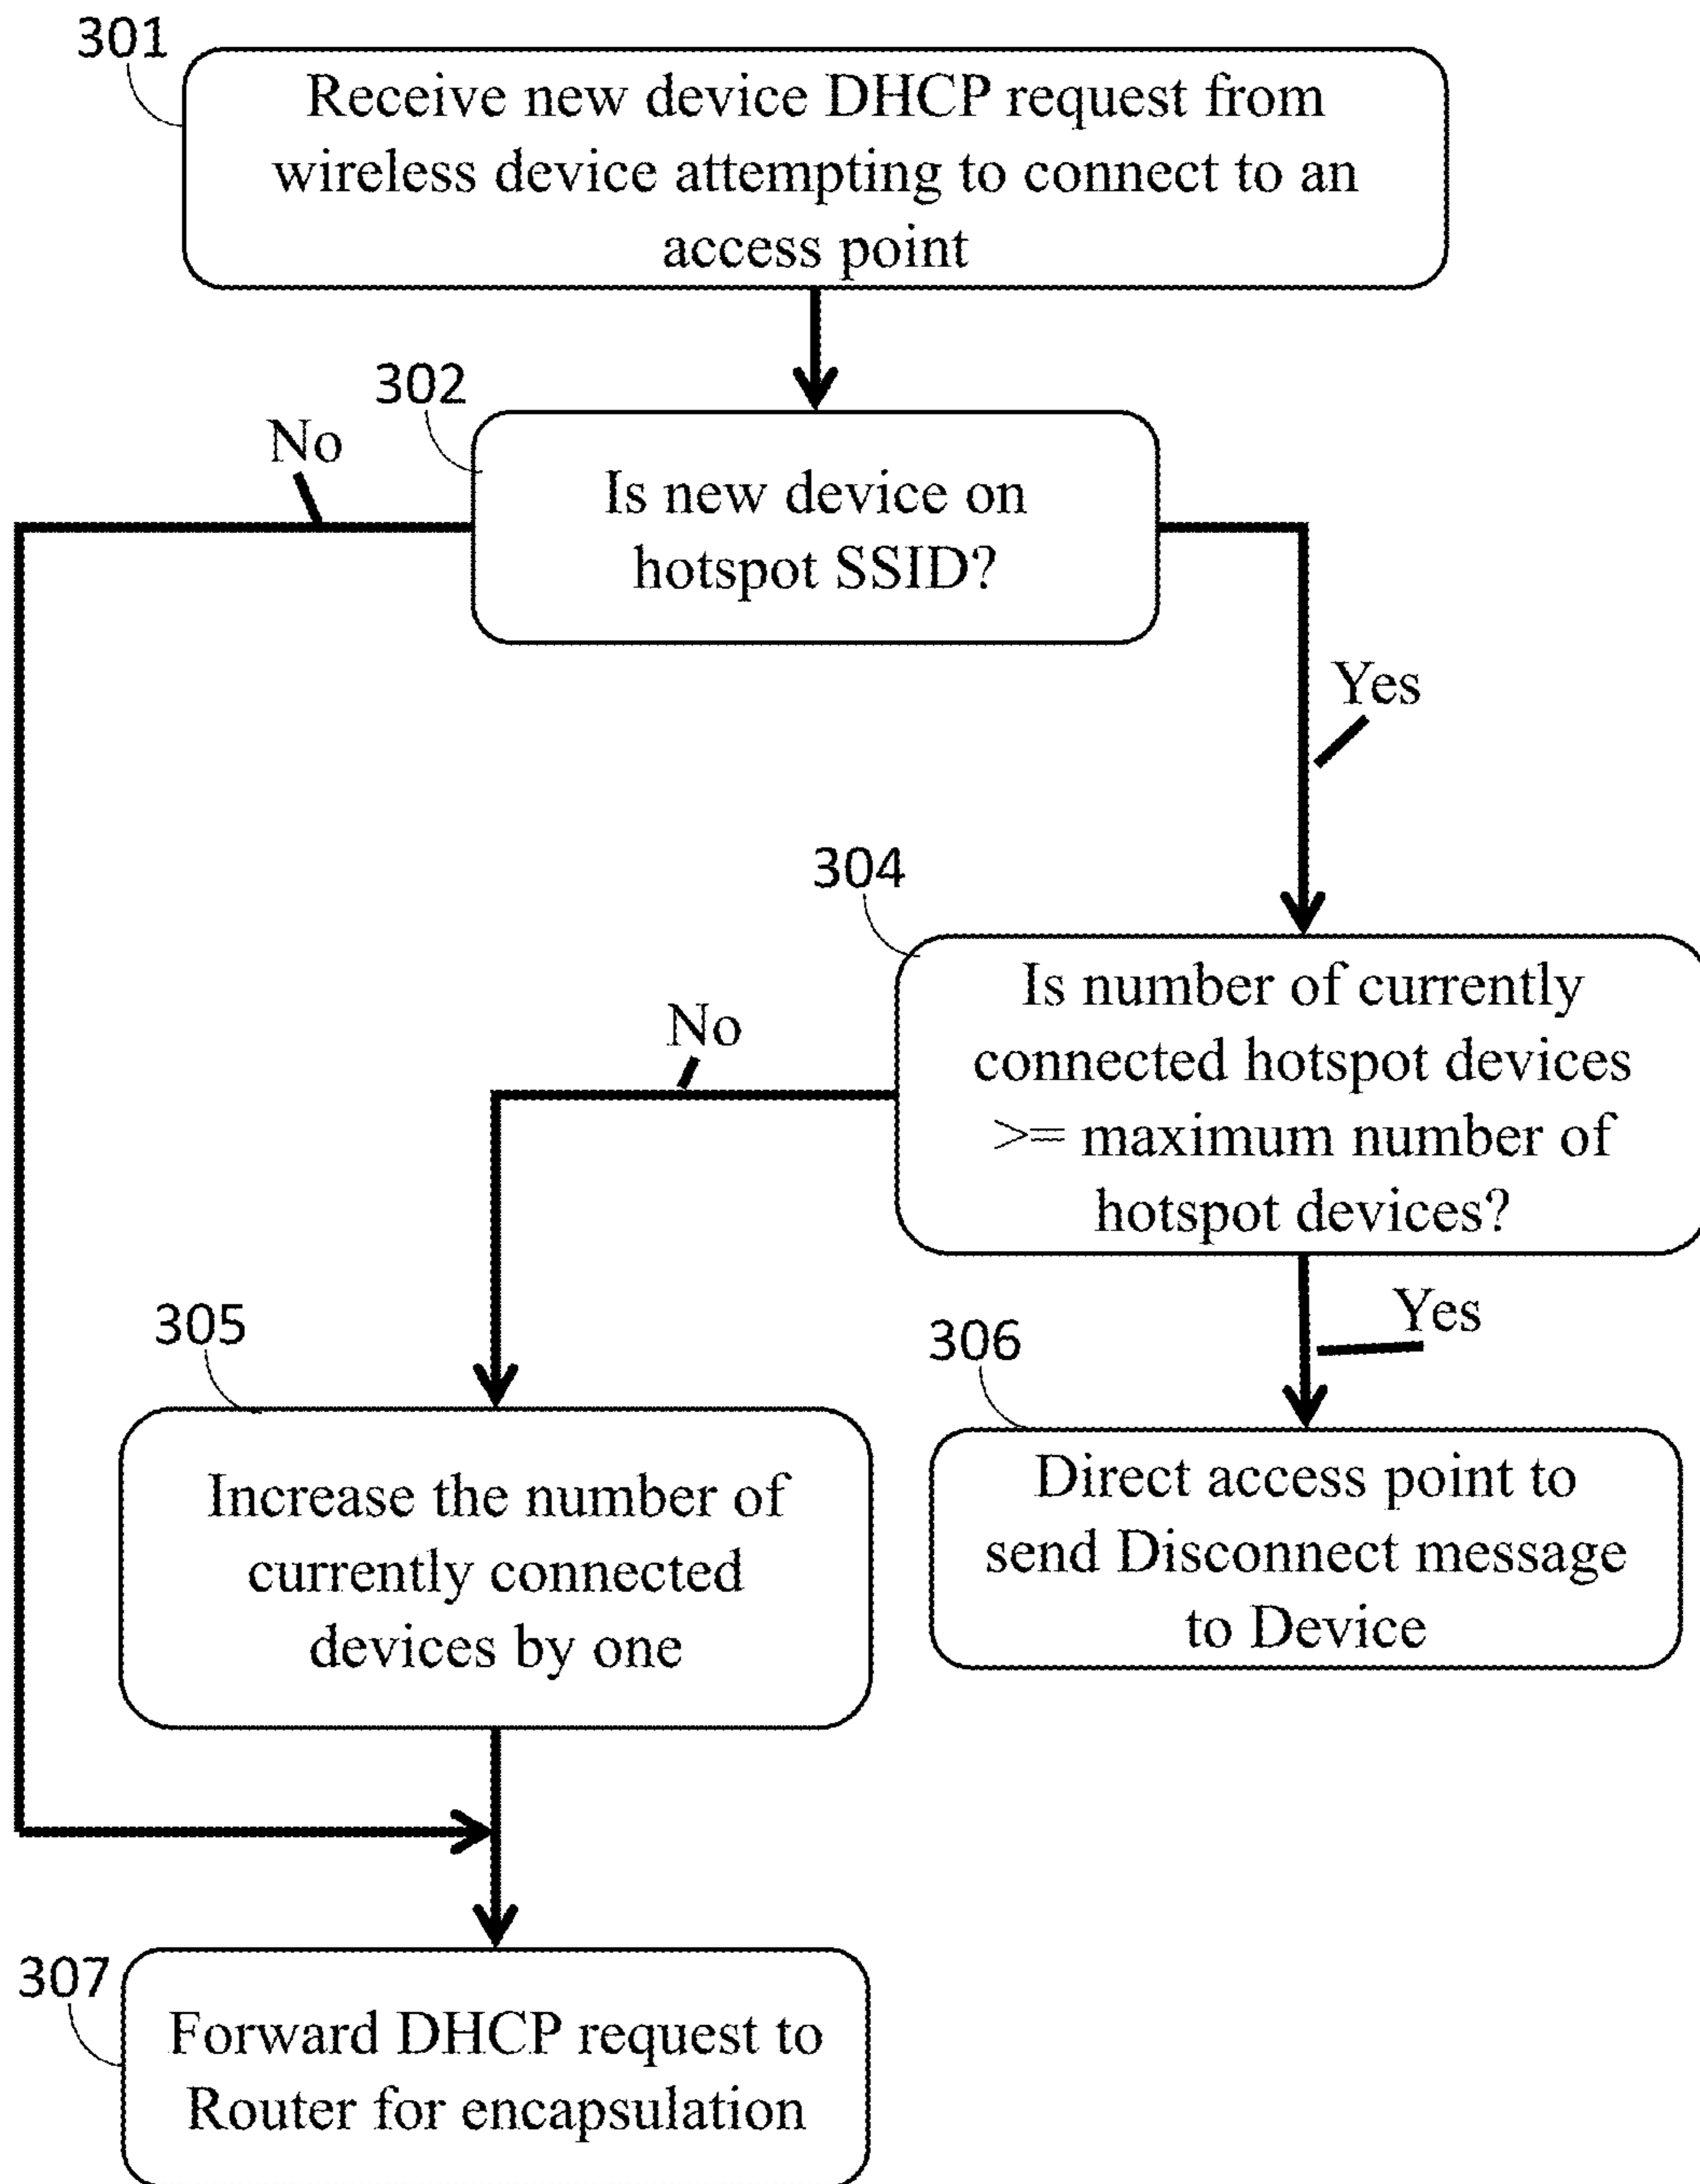 301
Receive new device DHCP request from
wireless device attempting to connect to an
access point
302
No
Is new device on
hotspot SSID?
Yes
304
Is number of currently
connected hotspot devices
>= maximum number of
hotspot devices?
No
305
306
Yes
Increase the number of
currently connected
devices by one
Direct access point to
send Disconnect message
to Device
307
Forward DHCP request to
Router for encapsulation